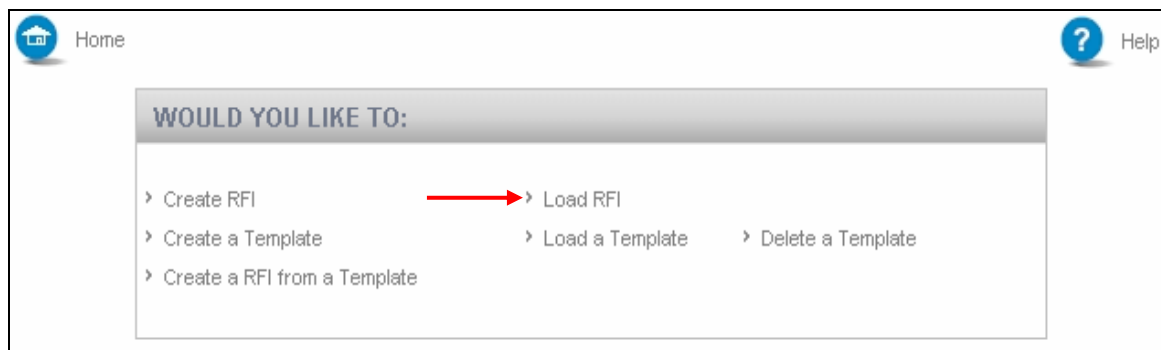 Home
? Help
WOULD YOU LIKE TO:
› Create RFI › Load RFI
› Create a Template › Load a Template › Delete a Template
› Create a RFI from a Template